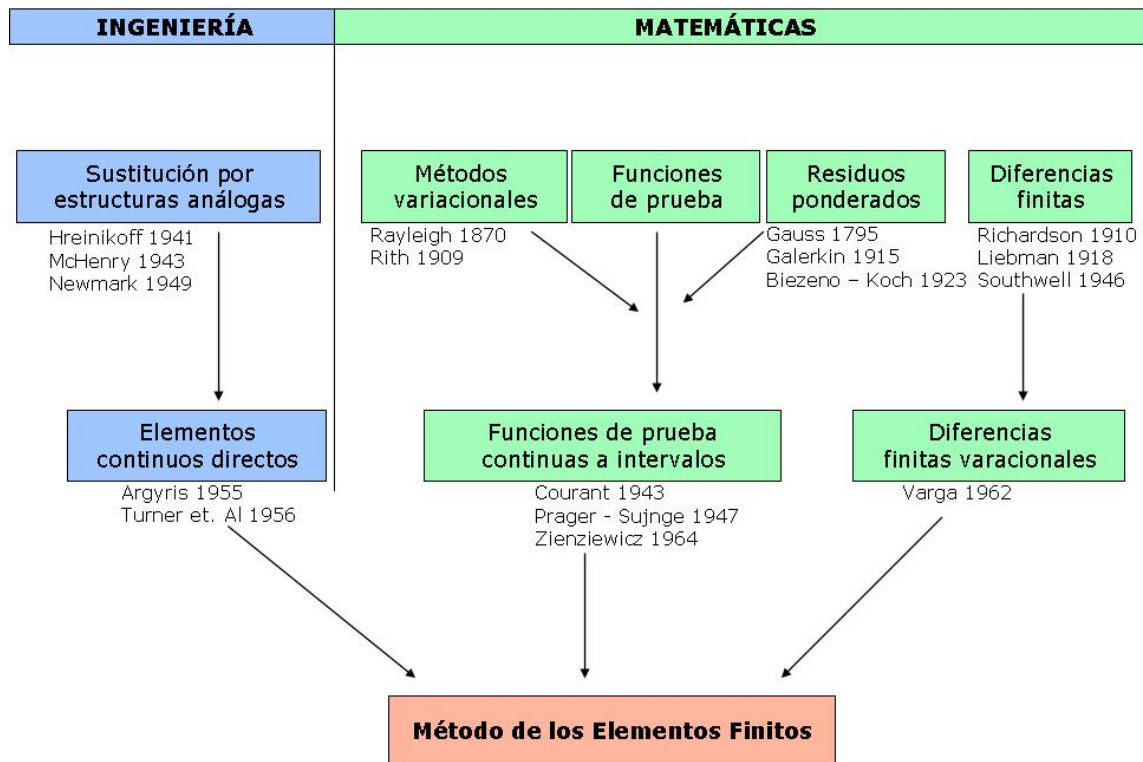 INGENIERÍA
MATEMÁTICAS
Sustitución por
estructuras análogas
Hreinikoff 1941
McHenry 1943
Newmark 1949
Métodos
variacionales
Rayleigh 1870
Rith 1909
Funciones
de prueba
Residuos
ponderados
Gauss 1795
Galerkin 1915
Biezeno – Koch 1923
Diferencias
finitas
Richardson 1910
Liebman 1918
Southwell 1946
Elementos
continuos directos
Argyris 1955
Turner et. Al 1956
Funciones de prueba
continuas a intervalos
Courant 1943
Prager - Sujnge 1947
Zienziewicz 1964
Diferencias
finitas varacionales
Varga 1962
Método de los Elementos Finitos